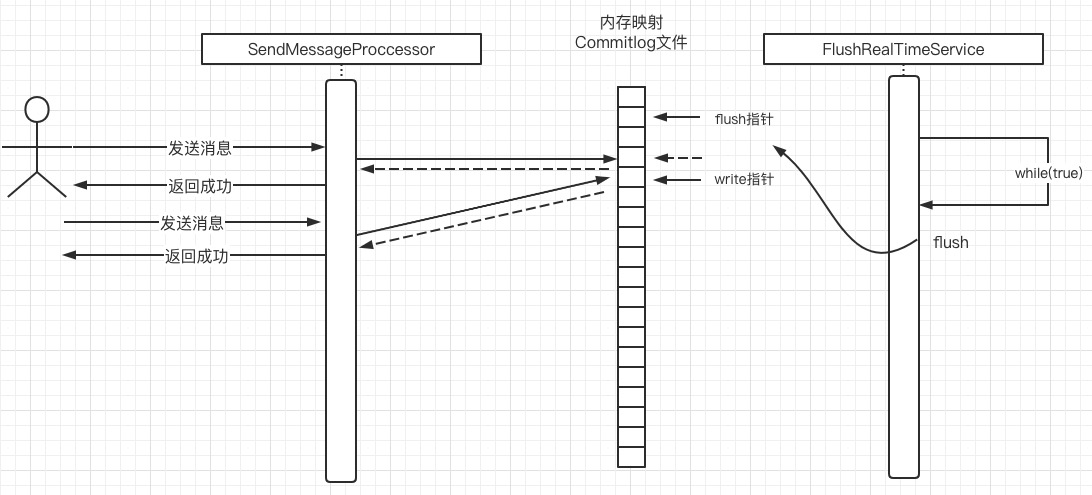 内存映射
Commitlog文件
SendMessageProccessor
FlushRealTimeService
flush指针
发送消息
while(true)
write指针
返回成功
发送消息
flush
返回成功